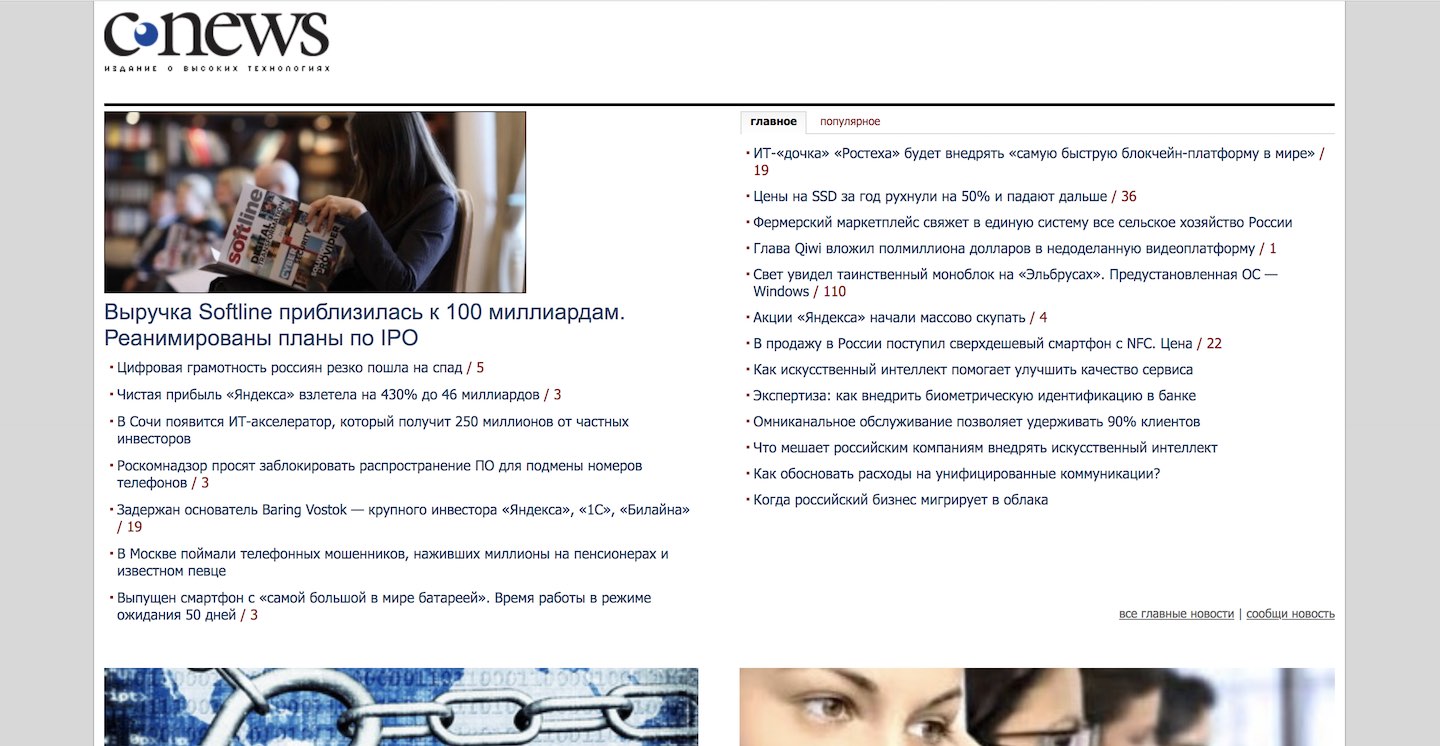 cnews
ИЗДАНИЕ О ВЫСОКИХ ТЕХНОЛОГИЯХ
softline
DIGITAL
TRANSFORMATION
CYBER
SECURITY
PROVIDER
Выручка Softline приблизилась к 100 миллиардам.
Реанимированы планы по IPO
Цифровая грамотность россиян резко пошла на спад / 5
Чистая прибыль «Яндекса» взлетела на 430% до 46 миллиардов / 3
В Сочи появится ИТ-акселератор, который получит 250 миллионов от частных
инвесторов
Роскомнадзор просят заблокировать распространение ПО для подмены номеров
телефонов / 3
Задержан основатель Baring Vostok — крупного инвестора «Яндекса», «1С», «Билайна»
/ 19
В Москве поймали телефонных мошенников, наживших миллионы на пенсионерах и
известном певце
Выпущен смартфон с «самой большой в мире батареей». Время работы в режиме
ожидания 50 дней / 3
главное популярное
ИТ-«дочка» «Ростеха» будет внедрять «самую быструю блокчейн-платформу в мире» /
19
Цены на SSD за год рухнули на 50% и падают дальше / 36
Фермерский маркетплейс свяжет в единую систему все сельское хозяйство России
Глава Qiwi вложил полмиллиона долларов в недоделанную видеоплатформу / 1
Свет увидел таинственный моноблок на «Эльбрусах». Предустановленная ОС —
Windows / 110
Акции «Яндекса» начали массово скупать / 4
В продажу в России поступил сверхдешевый смартфон с NFC. Цена / 22
Как искусственный интеллект помогает улучшить качество сервиса
Экспертиза: как внедрить биометрическую идентификацию в банке
Омниканальное обслуживание позволяет удерживать 90% клиентов
Что мешает российским компаниям внедрять искусственный интеллект
Как обосновать расходы на унифицированные коммуникации?
Когда российский бизнес мигрирует в облака
все главные новости | сообщи новость
ipt>